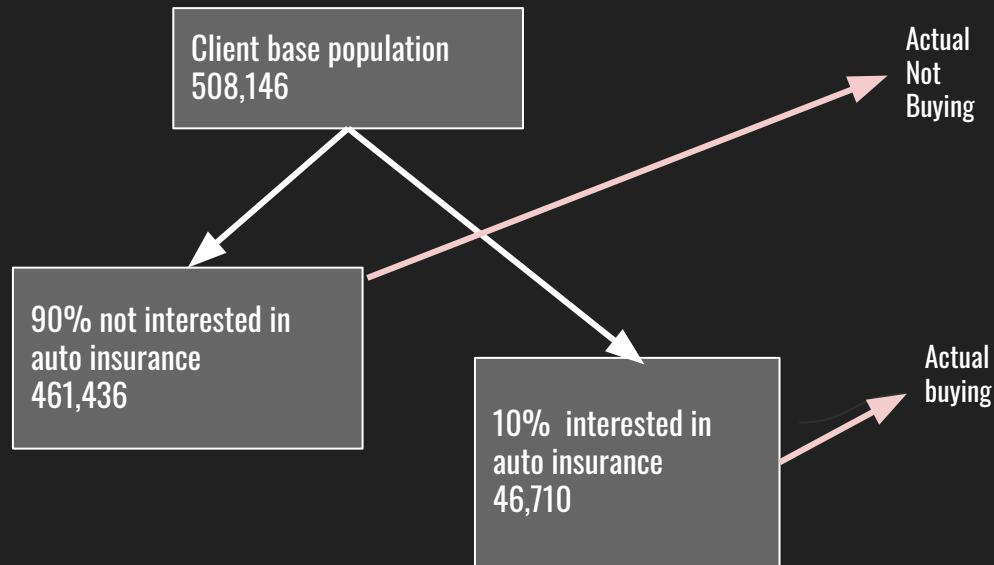 Client base population
508,146
Actual
Not
Buying
90% not interested in
auto insurance
461,436
Actual
buying
10%  interested in
auto insurance
46,710